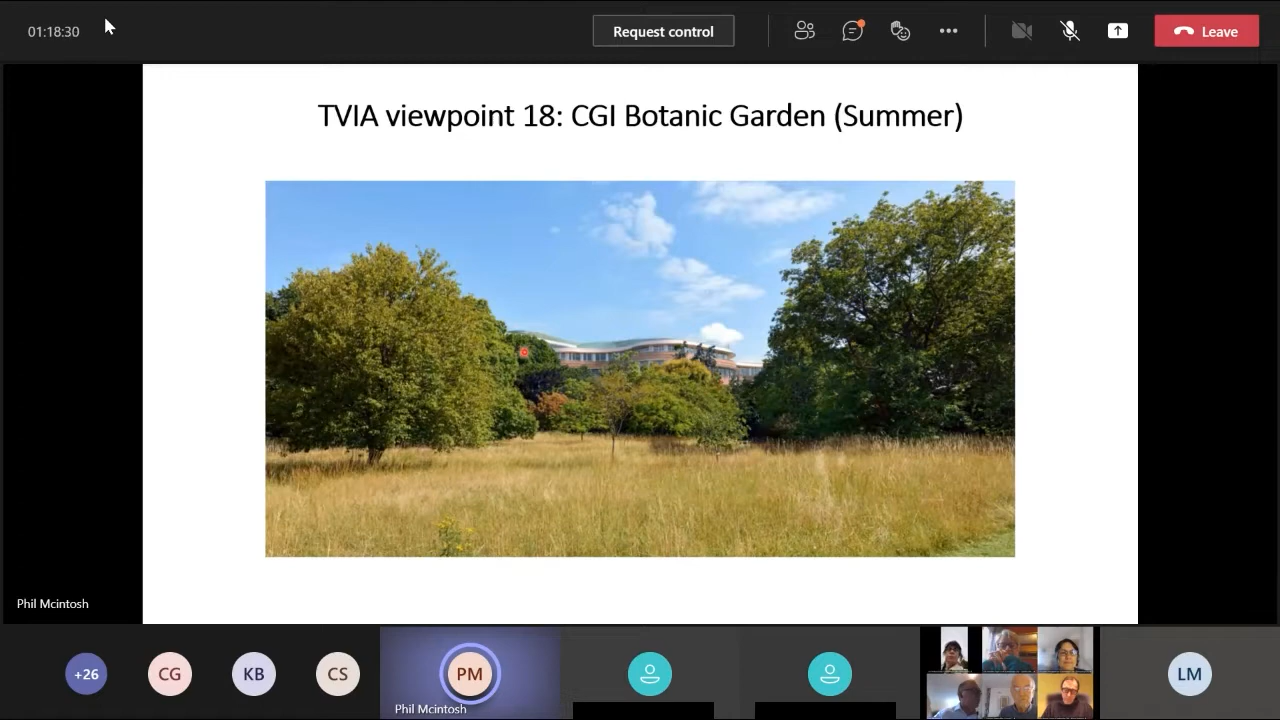 01:18:30
Request control
Leave
TVIA viewpoint 18: CGI Botanic Garden (Summer)
Phil Mcintosh
+26
CG
KB
CS
PM
Phil Mcintosh
LM